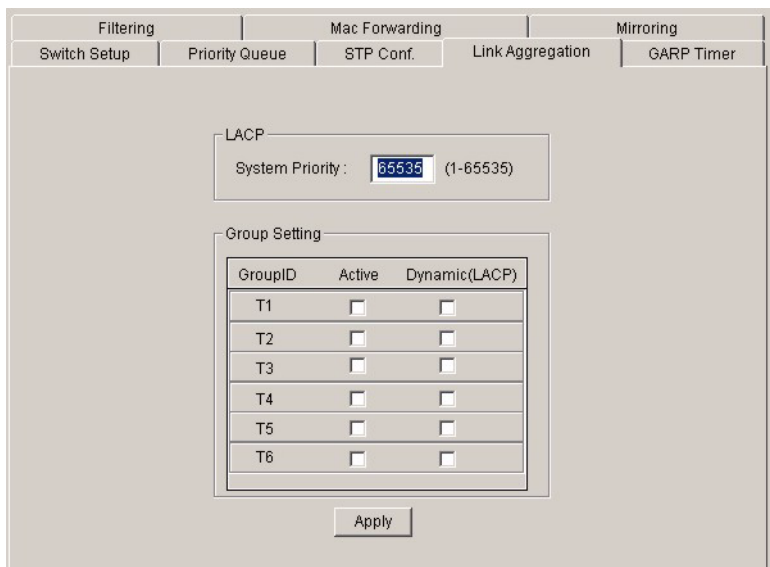 Filtering Mac Forwarding Mirroring
Switch Setup Priority Queue STP Conf. Link Aggregation GARP Timer
LACP
System Priority : 65535 (1-65535)
Group Setting
GroupID Active Dynamic(LACP)
T1
T2
T3
T4
T5
T6
Apply